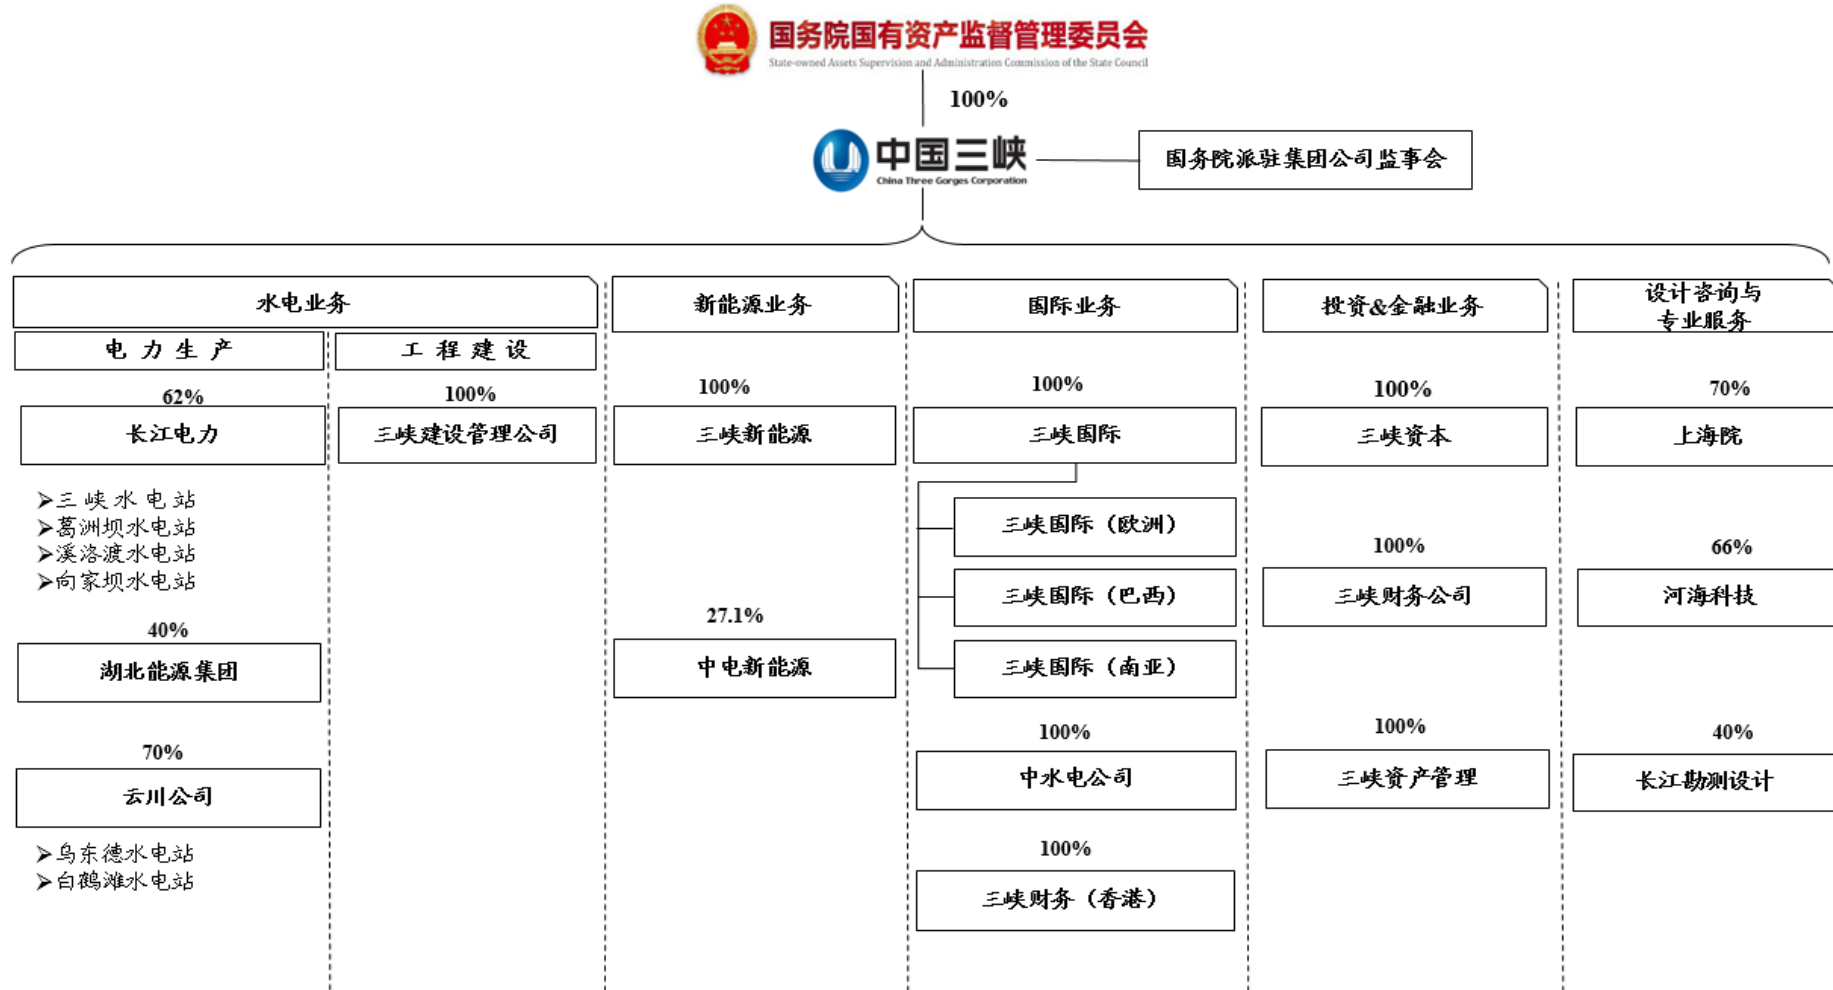 国务院国有资产监督管理委员会
State-owned Assets Supervision and Administration Commission of the State Council
100%
中国三峡
China Three Gorges Corporation
国务院派驻集团公司监事会
水电业务
电力生产
62%
长江电力
➢三峡水电站
➢葛洲坝水电站
➢溪洛渡水电站
➢向家坝水电站
40%
湖北能源集团
70%
云川公司
➢乌东德水电站
➢白鹤滩水电站
工程建设
100%
三峡建设管理公司
新能源业务
100%
三峡新能源
27.1%
中电新能源
国际业务
100%
三峡国际
三峡国际（欧洲）
三峡国际（巴西）
三峡国际（南亚）
100%
中水电公司
100%
三峡财务（香港）
投资&金融业务
100%
三峡资本
100%
三峡财务公司
100%
三峡资产管理
设计咨询与
专业服务
70%
上海院
66%
河海科技
40%
长江勘测设计